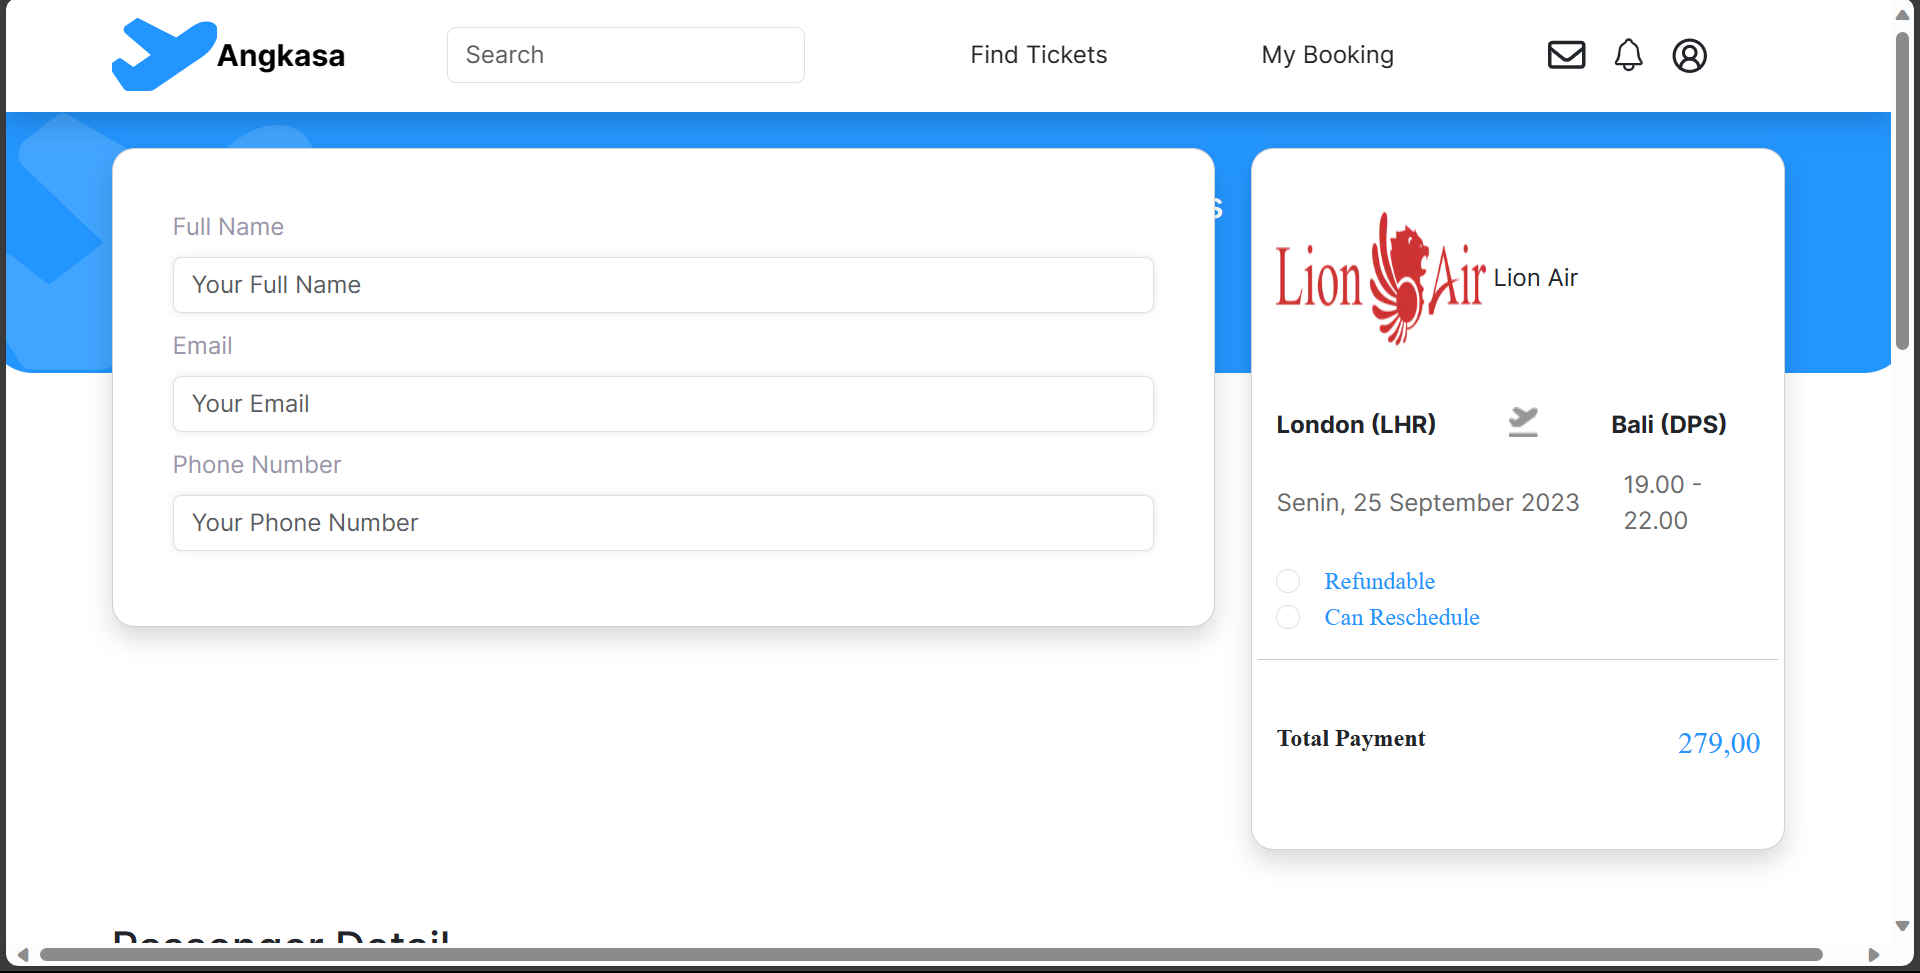 Angkasa
Search
Find Tickets
My Booking
Full Name
Your Full Name
Email
Your Email
Phone Number
Your Phone Number
s
Lion Air
Lion Air
London (LHR)
Bali (DPS)
Senin, 25 September 2023
19.00 -
22.00
Refundable
Can Reschedule
Total Payment
279,00
Passenger Detail